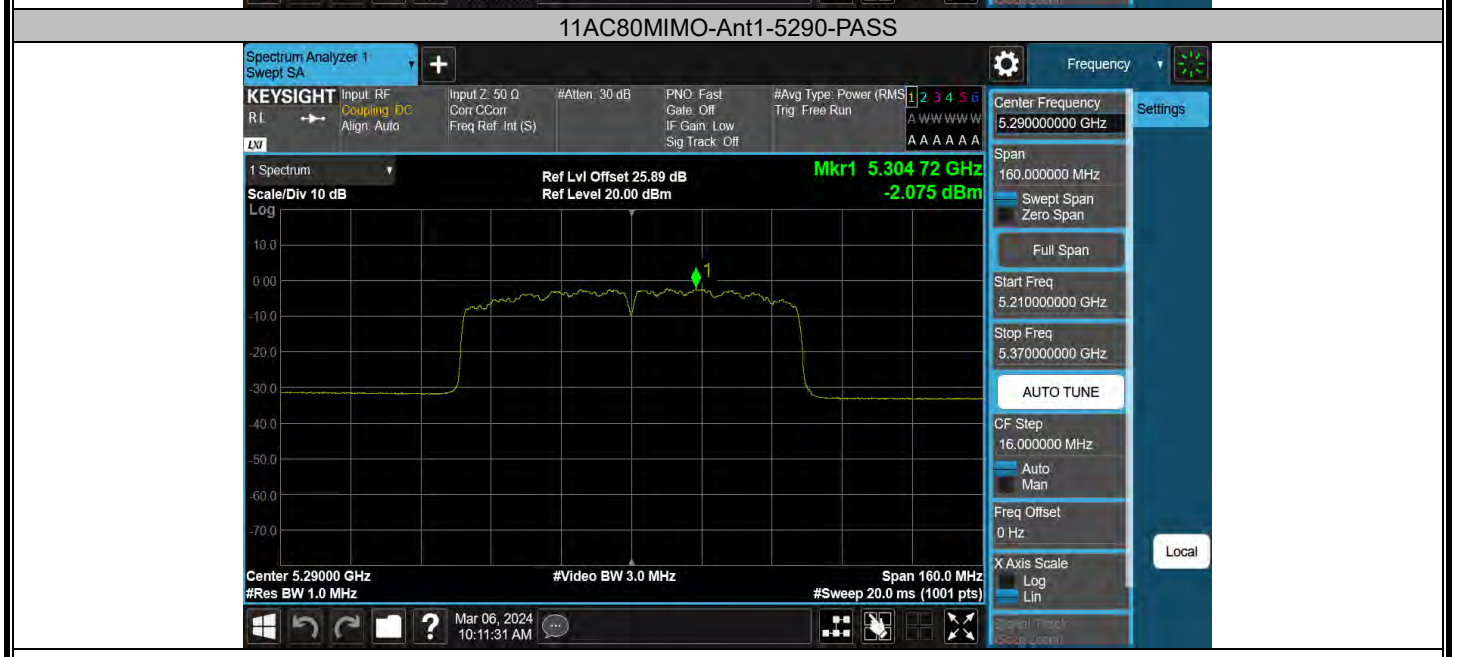 11AC80MIMO-Ant1-5290-PASS
Spectrum Analyzer 1
Swept SA
+
Frequency
KEYSIGHT
RL
LXI
Input: RF
Coupling: DC
Align: Auto
Input Z: 50 Ω
Corr CCorr
Freq Ref: Int (S)
#Atten: 30 dB
PNO: Fast
Gate: Off
IF Gain: Low
Sig Track: Off
#Avg Type: Power (RMS
Trig: Free Run
1 2 3 4 5 6
A W W W W W
A A A A A A
Center Frequency
5.290000000 GHz
Settings
Span
160.000000 MHz
Swept Span
Zero Span
Full Span
Start Freq
5.210000000 GHz
Stop Freq
5.370000000 GHz
AUTO TUNE
CF Step
16.000000 MHz
Auto
Man
Freq Offset
0 Hz
X Axis Scale
Log
Lin
Local
1 Spectrum
Scale/Div 10 dB
Log
Ref Lvl Offset 25.89 dB
Ref Level 20.00 dBm
Mkr1 5.304 72 GHz
-2.075 dBm
1
10.0
0.00
-10.0
-20.0
-30.0
-40.0
-50.0
-60.0
-70.0
Center 5.29000 GHz
#Video BW 3.0 MHz
Span 160.0 MHz
#Res BW 1.0 MHz
#Sweep 20.0 ms (1001 pts)
?
Mar 06, 2024
10:11:31 AM